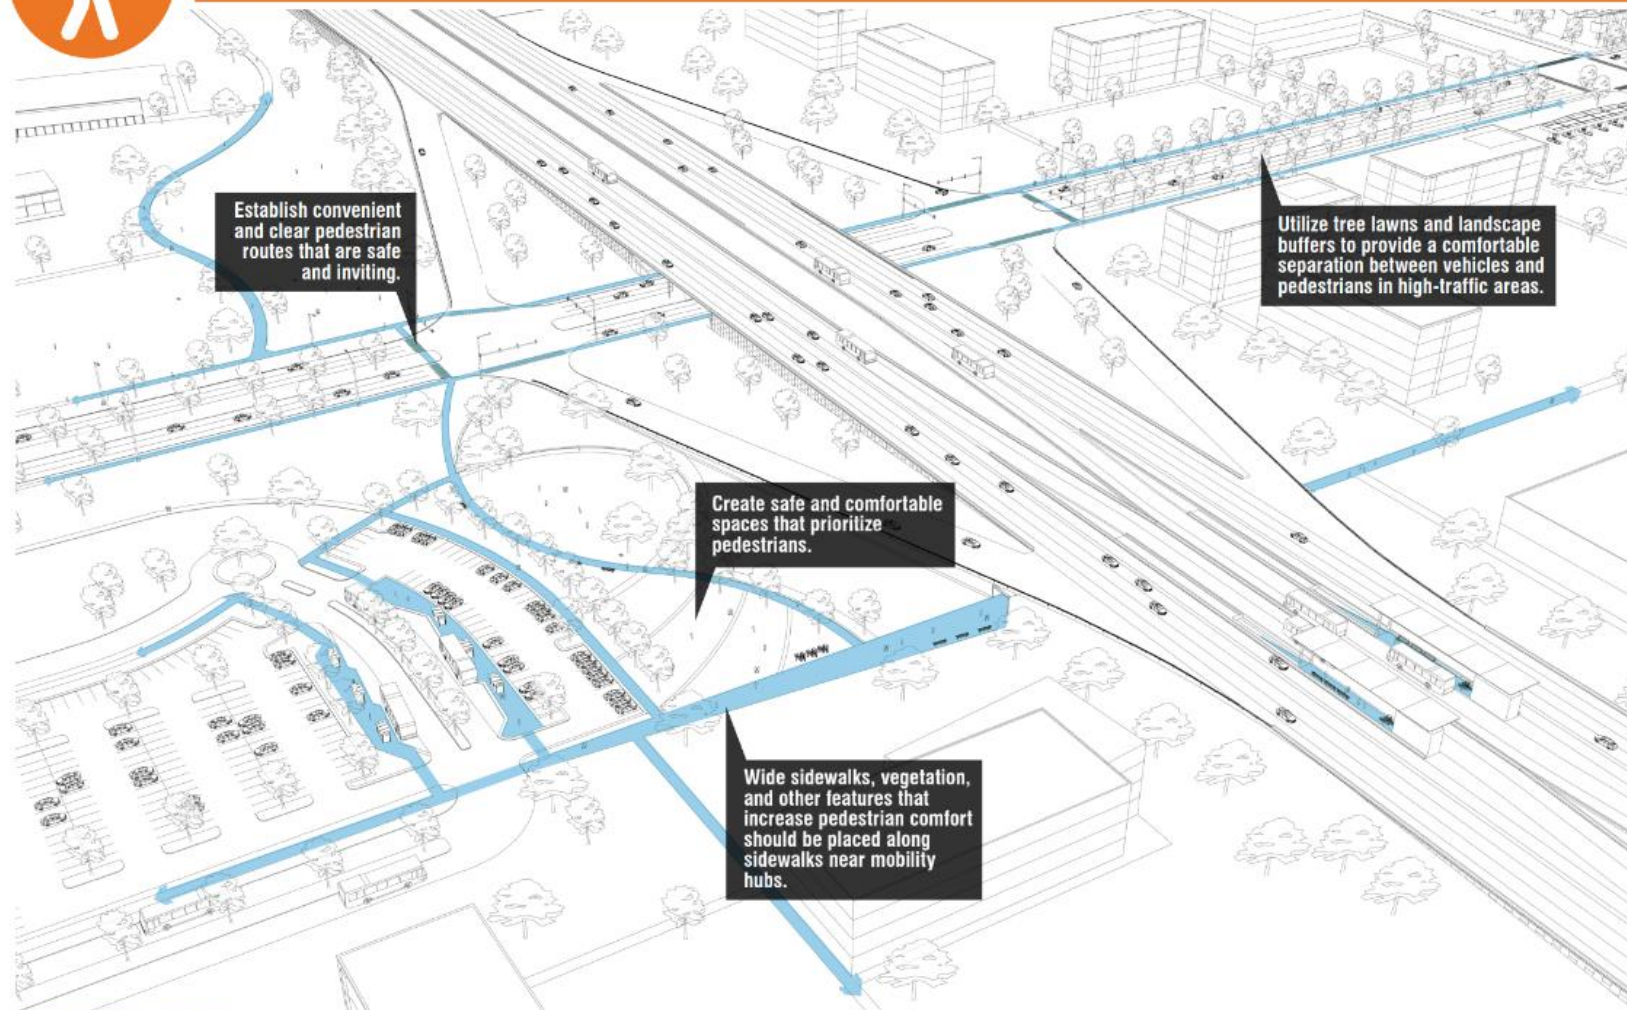 Establish convenient
and clear pedestrian
routes that are safe
and inviting.
Utilize tree lawns and landscape
buffers to provide a comfortable
separation between vehicles and
pedestrians in high-traffic areas.
Create safe and comfortable
spaces that prioritize
pedestrians.
Wide sidewalks, vegetation,
and other features that
increase pedestrian comfort
should be placed along
sidewalks near mobility
hubs.